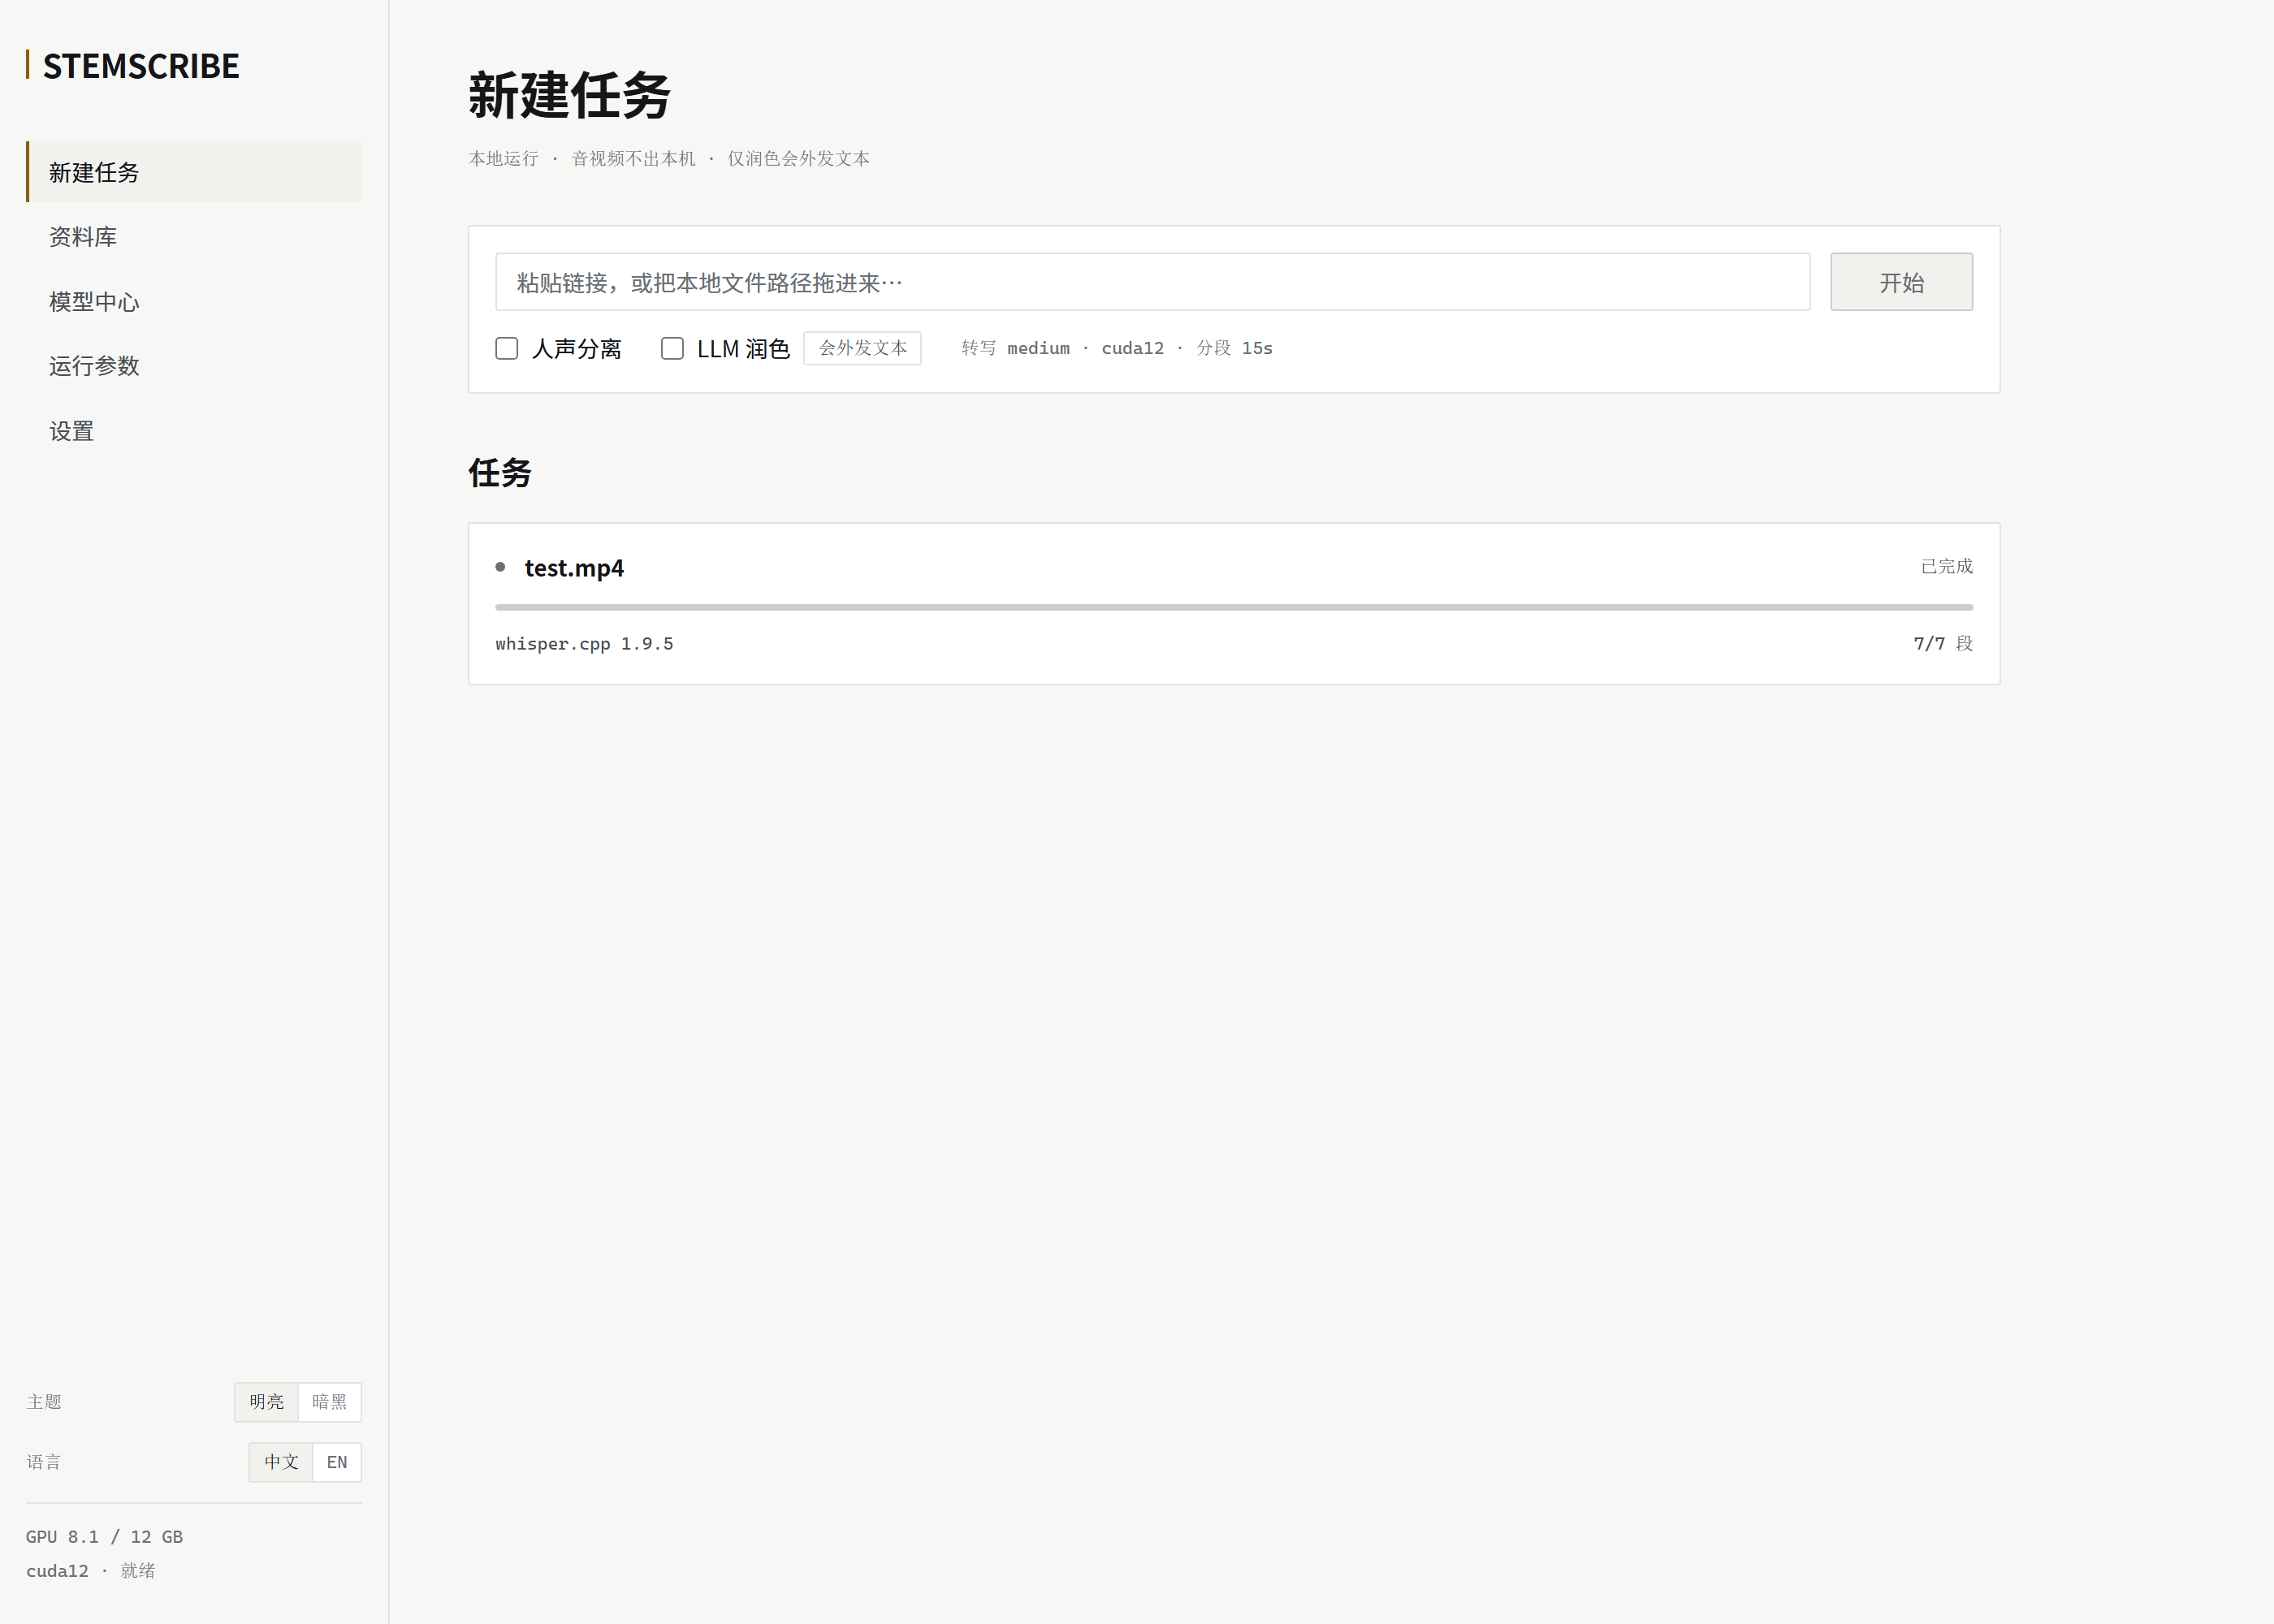 STEMSCRIBE
新建任务
资料库
模型中心
运行参数
设置
主题 明亮 暗黑
语言 中文 EN
GPU 8.1 / 12 GB
cuda12 · 就绪
新建任务
本地运行 · 音视频不出本机 · 仅润色会外发文本
粘贴链接，或把本地文件路径拖进来… 开始
人声分离 LLM 润色 会外发文本 转写 medium · cuda12 · 分段 15s
任务
test.mp4 已完成
whisper.cpp 1.9.5 7/7 段